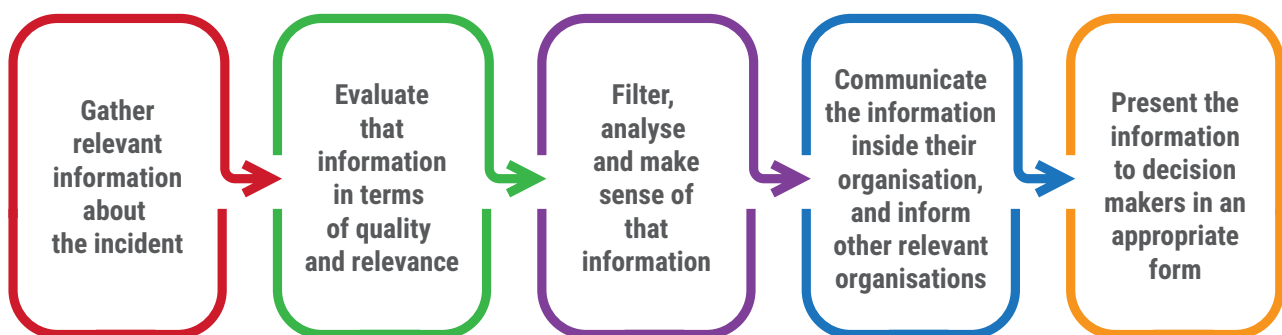 Gather
relevant
information
about
the incident
Evaluate
that
information
in terms
of quality
and relevance
Filter,
analyse
and make
sense of
that
information
Communicate
the information
inside their
organisation,
and inform
other relevant
organisations
Present the
information
to decision
makers in an
appropriate
form